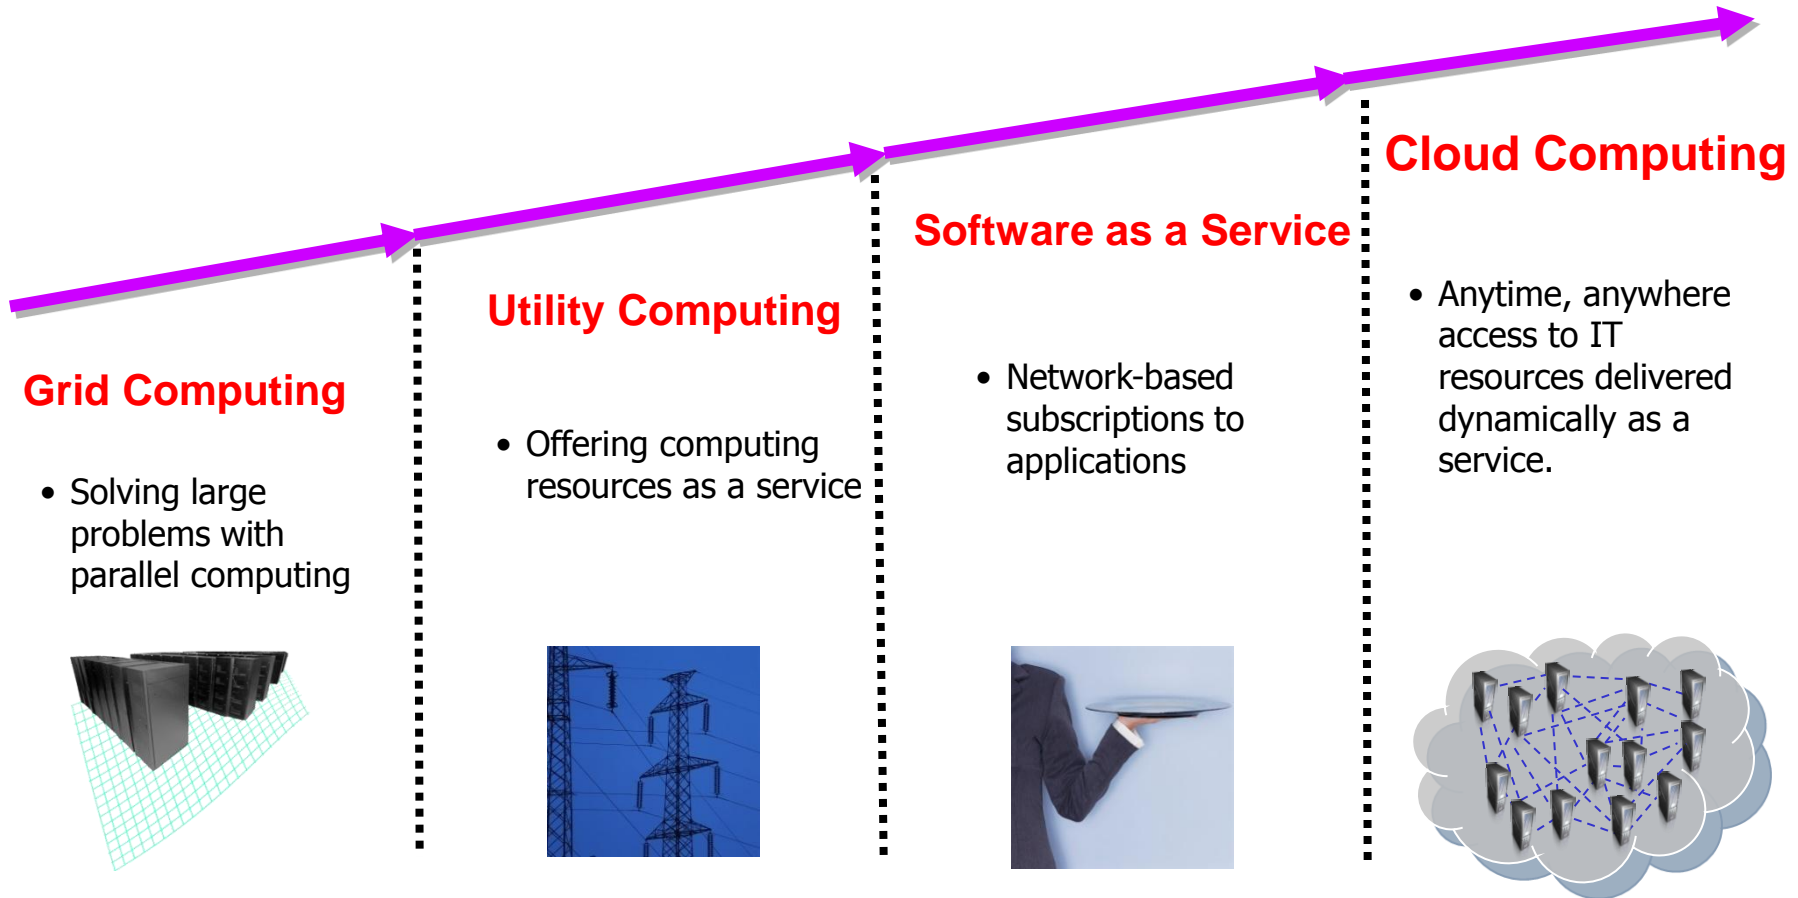 Grid Computing
• Solving large
problems with
parallel computing
Utility Computing
• Offering computing
resources as a service
Software as a Service
• Network-based
subscriptions to
applications
Cloud Computing
• Anytime, anywhere
access to IT
resources delivered
dynamically as a
service.